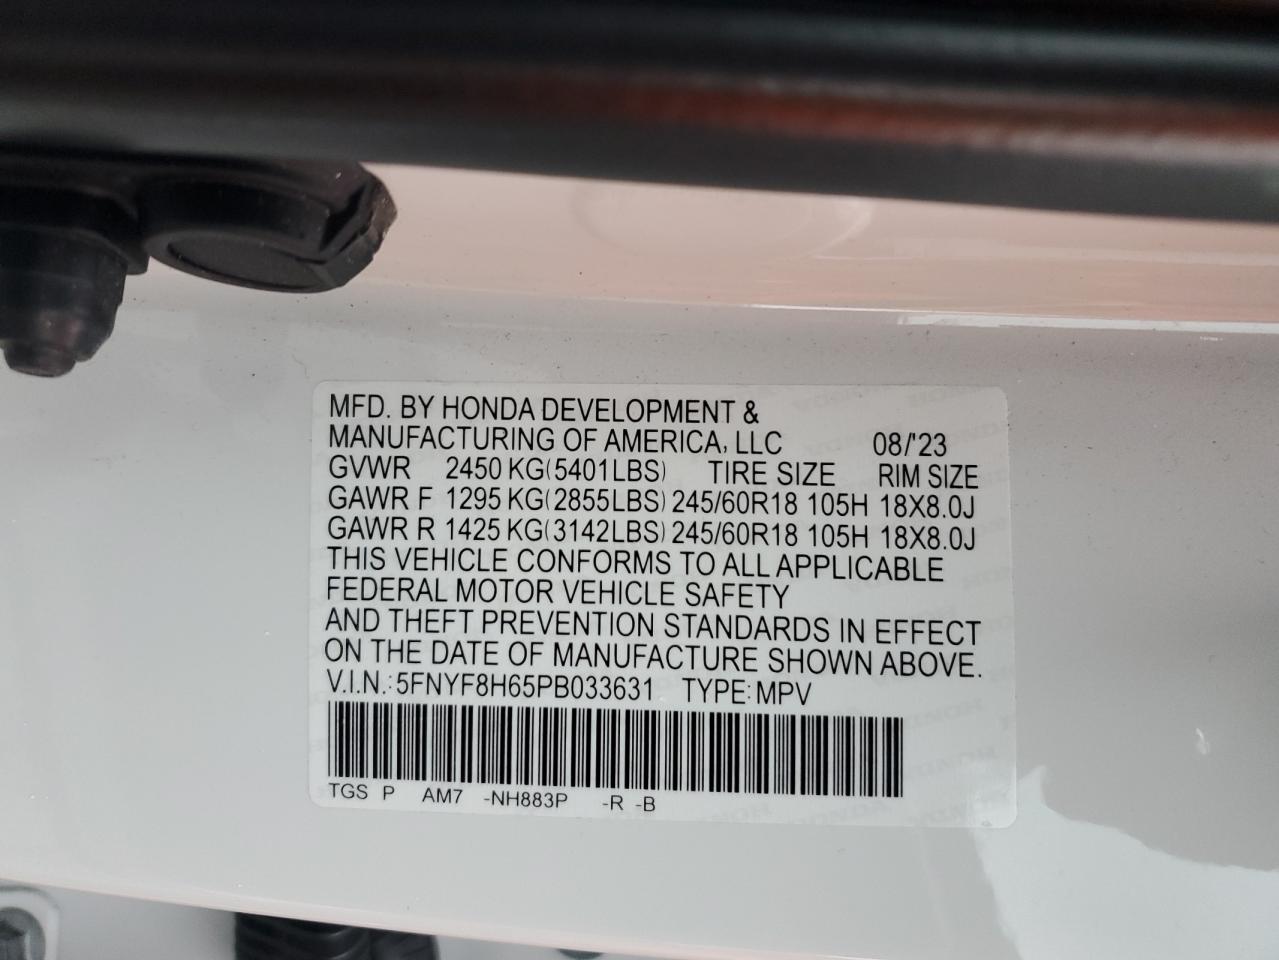 MFD. BY HONDA DEVELOPMENT &
MANUFACTURING OF AMERICA, LLC 08/'23
GVWR 2450 KG(5401LBS) TIRE SIZE RIM SIZE
GAWR F 1295 KG(2855LBS) 245/60R18 105H 18X8.0J
GAWR R 1425 KG(3142LBS) 245/60R18 105H 18X8.0J
THIS VEHICLE CONFORMS TO ALL APPLICABLE
FEDERAL MOTOR VEHICLE SAFETY
AND THEFT PREVENTION STANDARDS IN EFFECT
ON THE DATE OF MANUFACTURE SHOWN ABOVE.
V.I.N.: 5FNYF8H65PB033631 TYPE: MPV
TGS P AM7 -NH883P -R -B